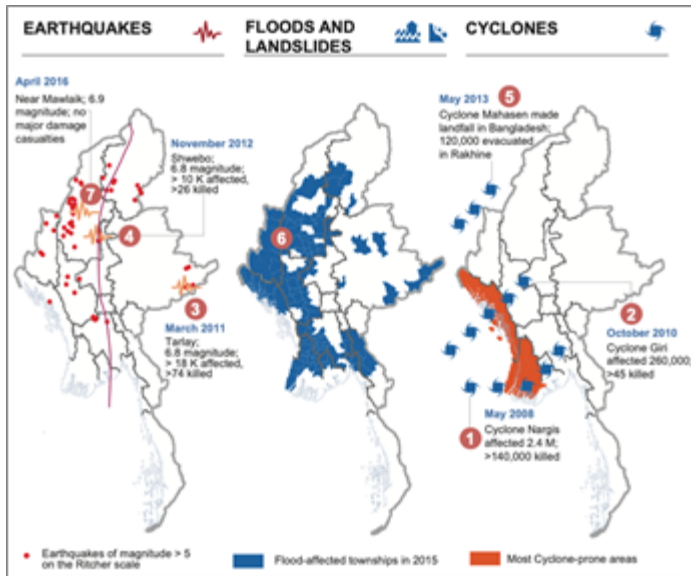 EARTHQUAKES
FLOODS AND
LANDSLIDES
CYCLONES
April 2016
Near Mawlaik; 6.9
magnitude; no
major damage
casualties
November 2012
Shwebo;
6.8 magnitude;
> 10 K affected,
>26 killed
7
4
3
March 2011
Tarlay;
6.8 magnitude;
> 18 K affected,
>74 killed
6
May 2013
5
Cyclone Mahasen made
landfall in Bangladesh;
120,000 evacuated
in Rakhine
2
October 2010
Cyclone Giri
affected 260,000;
>45 killed
May 2008
1
Cyclone Nargis
affected 2.4 M;
>140,000 killed
Earthquakes of magnitude > 5
on the Ritcher scale
Flood-affected townships in 2015
Most Cyclone-prone areas